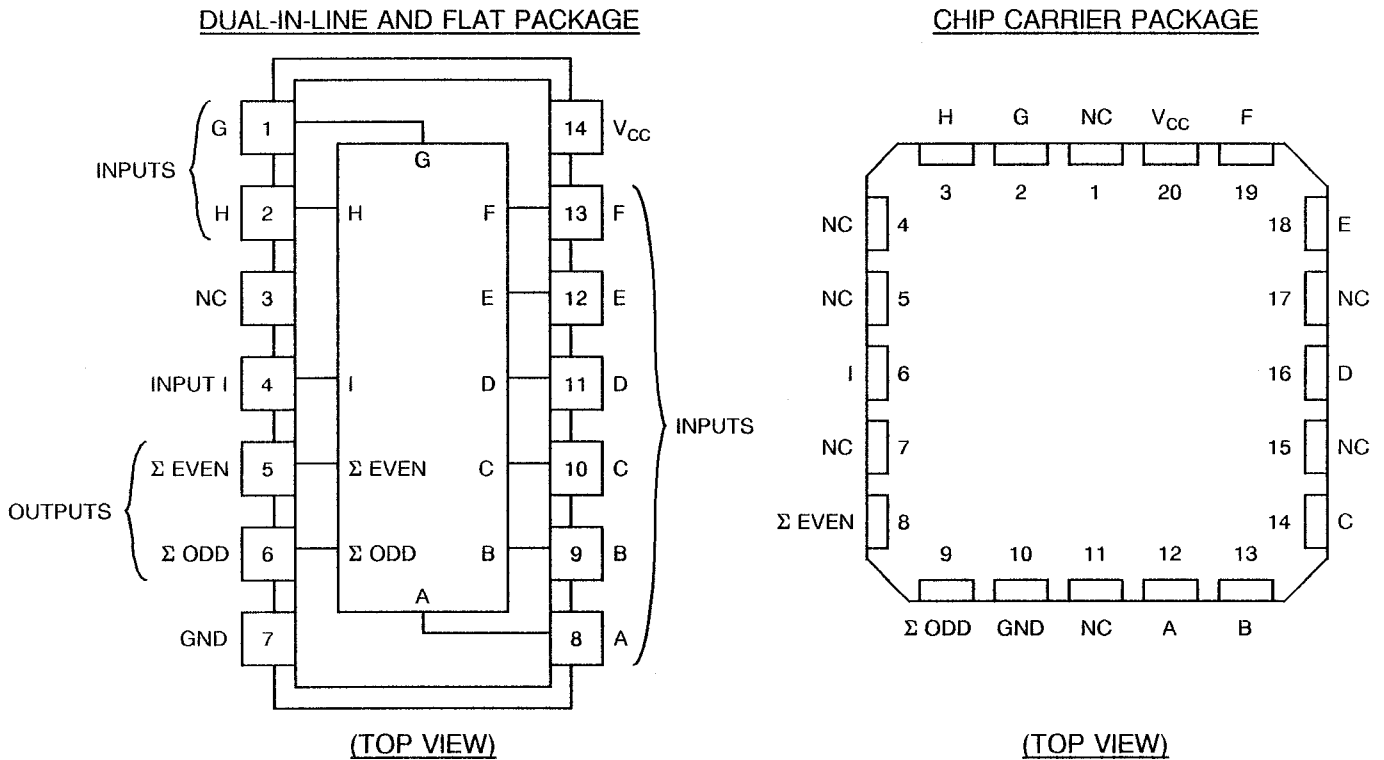 DUAL-IN-LINE AND FLAT PACKAGE
INPUTS
G 1
H 2
NC 3
INPUT I 4
OUTPUTS
Σ EVEN 5
Σ ODD 6
GND 7
G
H
I
Σ EVEN
Σ ODD
A
F
E
D
C
B
14 VCC
13 F
12 E
11 D
10 C
9 B
8 A
INPUTS
(TOP VIEW)
CHIP CARRIER PACKAGE
H G NC VCC F
3 2 1 20 19
NC 4
NC 5
I 6
NC 7
Σ EVEN 8
18 E
17 NC
16 D
15 NC
14 C
9 10 11 12 13
Σ ODD GND NC A B
(TOP VIEW)